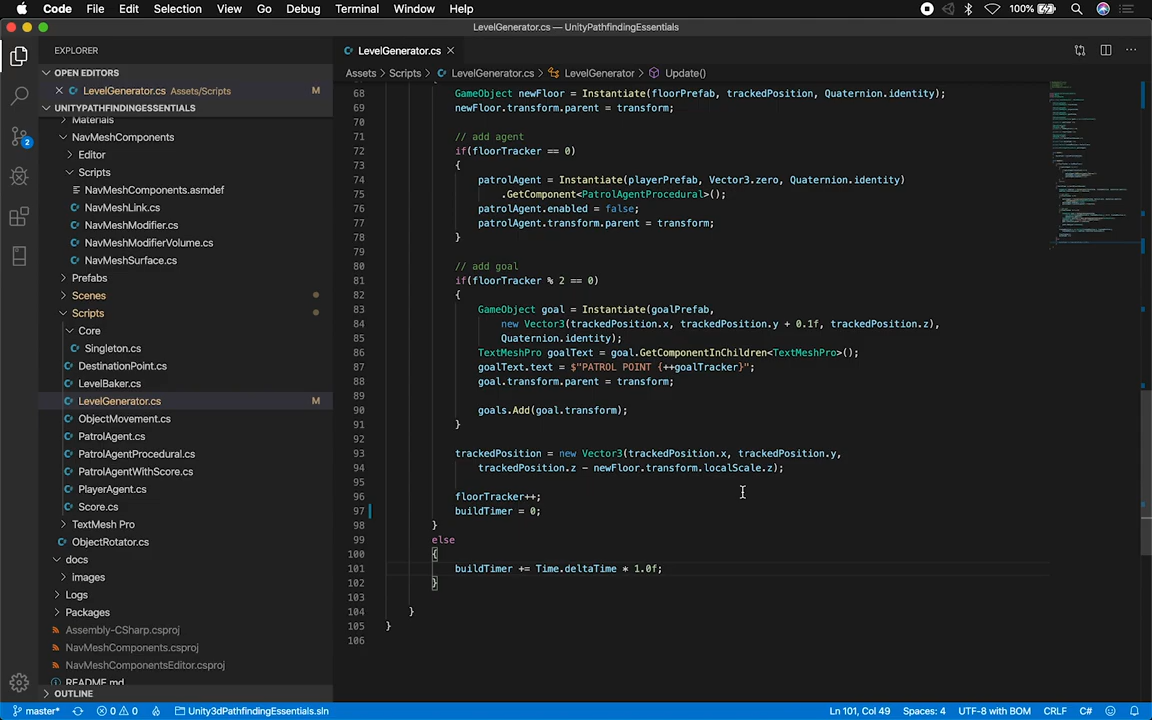 Code File Edit Selection View Go Debug Terminal Window Help 100%
LevelGenerator.cs — UnityPathfindingEssentials
EXPLORER
OPEN EDITORS
LevelGenerator.cs Assets/Scripts M
UNITYPATHFINDINGESSENTIALS
Materials
NavMeshComponents
Editor
Scripts
NavMeshComponents.asmdef
NavMeshLink.cs
NavMeshModifier.cs
NavMeshModifierVolume.cs
NavMeshSurface.cs
Prefabs
Scenes
Scripts
Core
Singleton.cs
DestinationPoint.cs
LevelBaker.cs
LevelGenerator.cs M
ObjectMovement.cs
PatrolAgent.cs
PatrolAgentProcedural.cs
PatrolAgentWithScore.cs
PlayerAgent.cs
Score.cs
TextMesh Pro
ObjectRotator.cs
docs
images
Logs
Packages
Assembly-CSharp.csproj
NavMeshComponents.csproj
NavMeshComponentsEditor.csproj
README.md
OUTLINE
2
LevelGenerator.cs
Assets > Scripts > LevelGenerator.cs > LevelGenerator > Update()
68 GameObject newFloor = Instantiate(floorPrefab, trackedPosition, Quaternion.identity);
69 newFloor.transform.parent = transform;
70
71 // add agent
72 if(floorTracker == 0)
73 {
74 patrolAgent = Instantiate(playerPrefab, Vector3.zero, Quaternion.identity)
75 .GetComponent<PatrolAgentProcedural>();
76 patrolAgent.enabled = false;
77 patrolAgent.transform.parent = transform;
78 }
79
80 // add goal
81 if(floorTracker % 2 == 0)
82 {
83 GameObject goal = Instantiate(goalPrefab,
84 new Vector3(trackedPosition.x, trackedPosition.y + 0.1f, trackedPosition.z),
85 Quaternion.identity);
86 TextMeshPro goalText = goal.GetComponentInChildren<TextMeshPro>();
87 goalText.text = $"PATROL POINT {++goalTracker}";
88 goal.transform.parent = transform;
89
90 goals.Add(goal.transform);
91 }
92
93 trackedPosition = new Vector3(trackedPosition.x, trackedPosition.y,
94 trackedPosition.z - newFloor.transform.localScale.z);
95
96 floorTracker++;
97 buildTimer = 0;
98 }
99 else
100 {
101 buildTimer += Time.deltaTime * 1.0f;
102 }
103
104 }
105 }
106
master* 0 0 Unity3dPathfindingEssentials.sln Ln 101, Col 49 Spaces: 4 UTF-8 with BOM CRLF C#